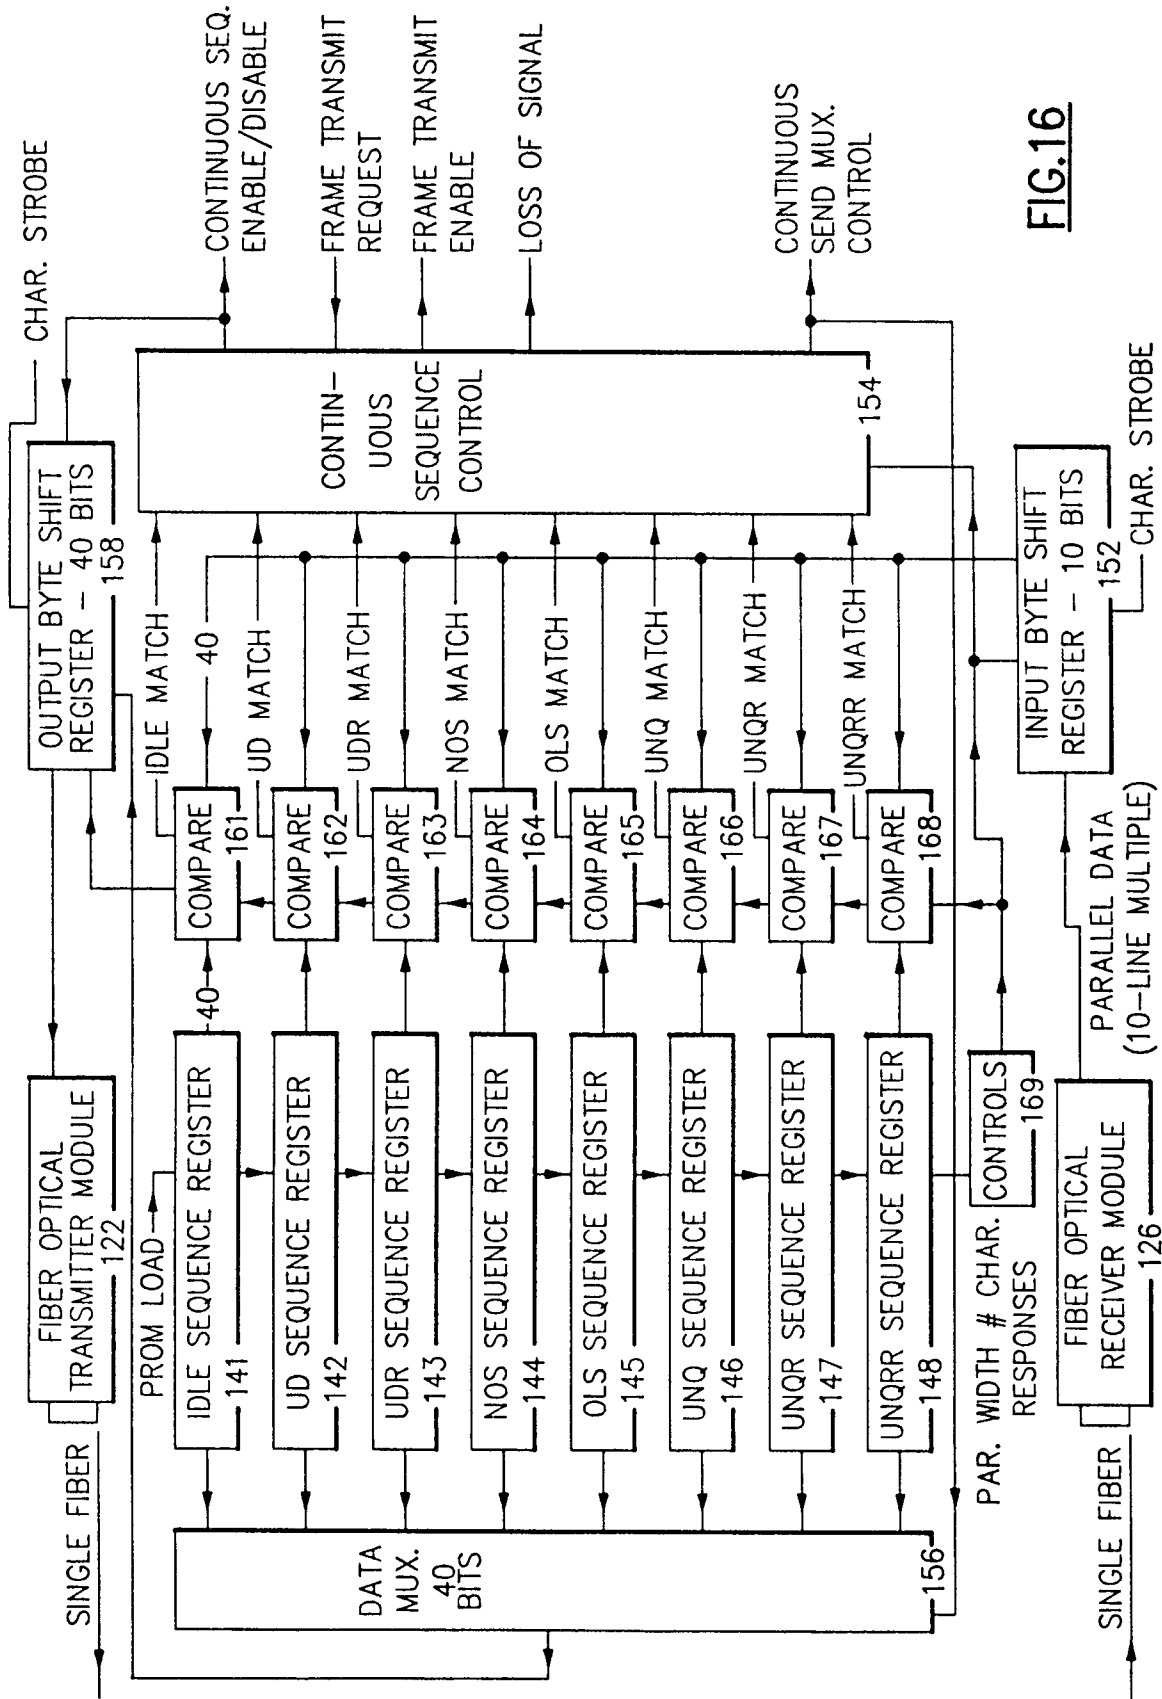 SINGLE FIBER
FIBER OPTICAL
TRANSMITTER MODULE
122
OUTPUT BYTE SHIFT
REGISTER – 40 BITS
158
CHAR. STROBE
PROM LOAD
IDLE SEQUENCE REGISTER
141
40
COMPARE
161
40
IDLE MATCH
UD SEQUENCE REGISTER
142
COMPARE
162
UD MATCH
UDR SEQUENCE REGISTER
143
COMPARE
163
UDR MATCH
NOS SEQUENCE REGISTER
144
COMPARE
164
NOS MATCH
OLS SEQUENCE REGISTER
145
COMPARE
165
OLS MATCH
UNQ SEQUENCE REGISTER
146
COMPARE
166
UNQ MATCH
UNQR SEQUENCE REGISTER
147
COMPARE
167
UNQR MATCH
UNQRR SEQUENCE REGISTER
148
COMPARE
168
UNQRR MATCH
DATA
MUX.
40
BITS
156
CONTIN–
UOUS
SEQUENCE
CONTROL
154
CONTINUOUS SEQ.
ENABLE/DISABLE
FRAME TRANSMIT
REQUEST
FRAME TRANSMIT
ENABLE
LOSS OF SIGNAL
CONTINUOUS
SEND MUX.
CONTROL
PAR. WIDTH # CHAR.
RESPONSES
CONTROLS
169
SINGLE FIBER
FIBER OPTICAL
RECEIVER MODULE
126
PARALLEL DATA
(10–LINE MULTIPLE)
INPUT BYTE SHIFT
REGISTER – 10 BITS
152
CHAR. STROBE
FIG.16